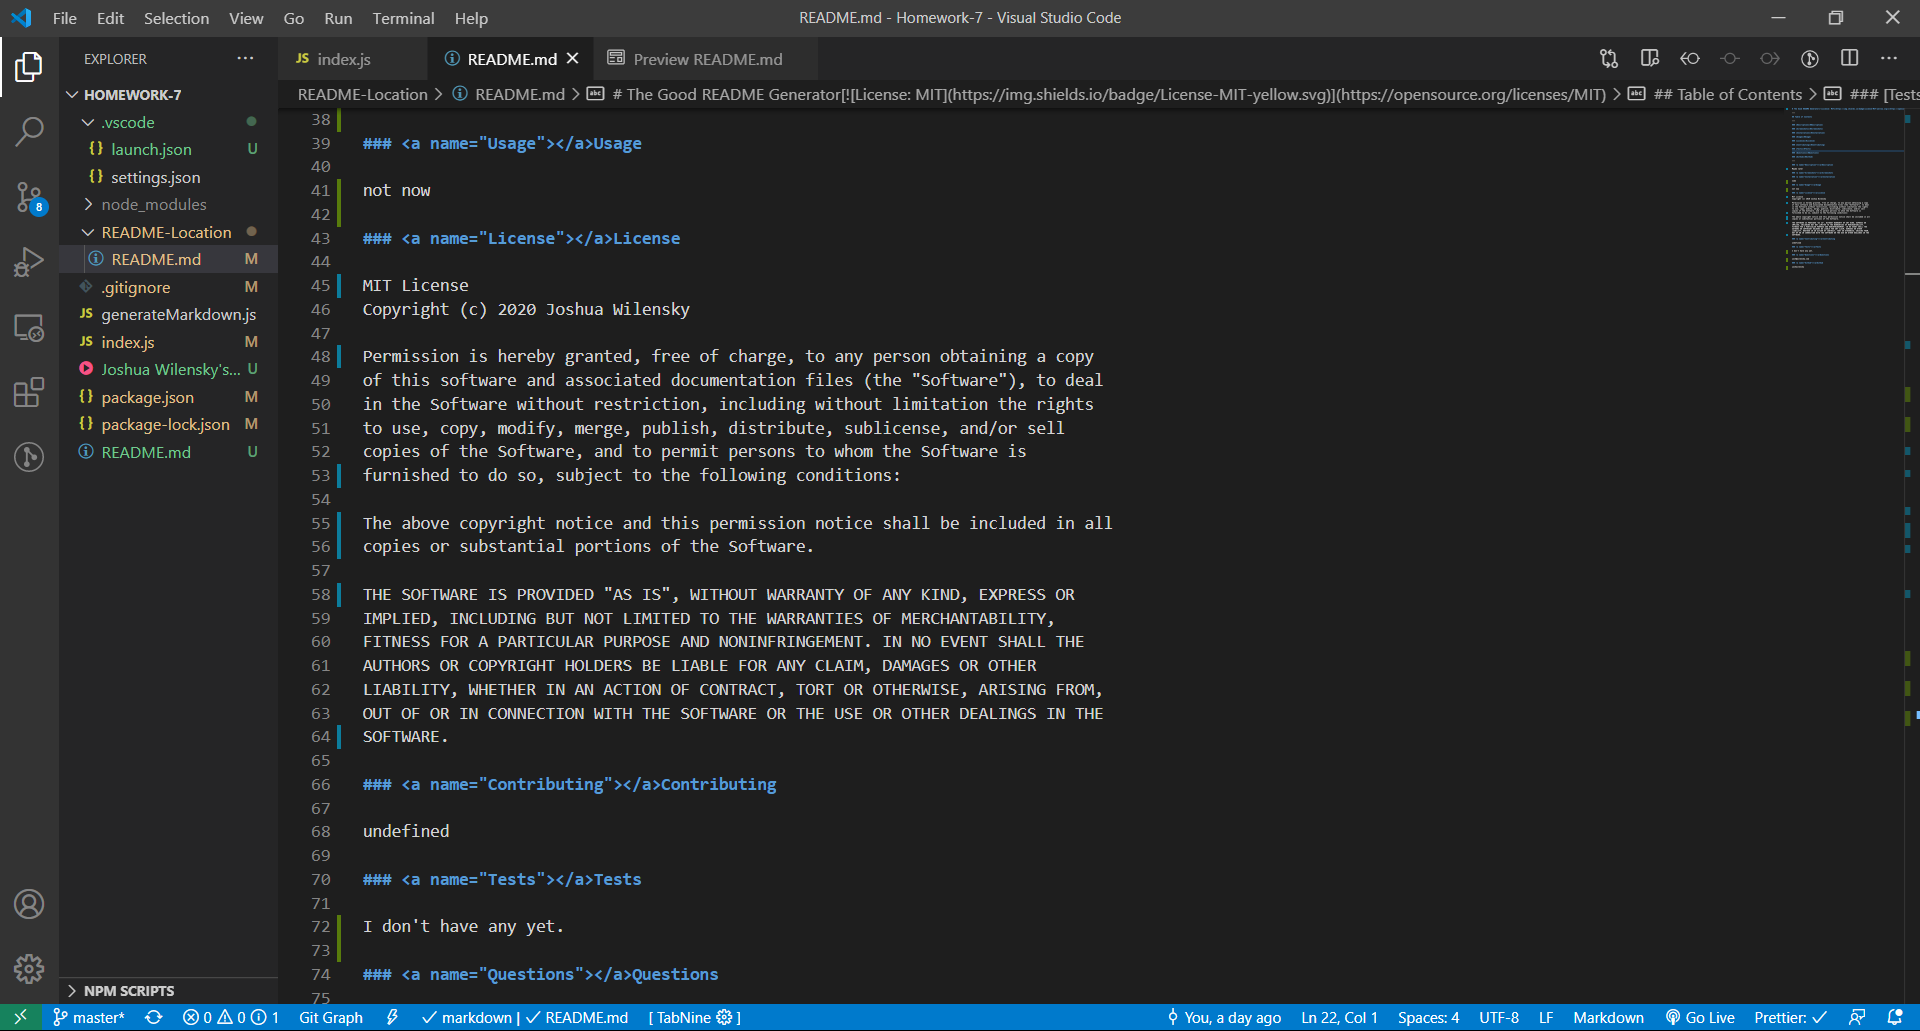 File Edit Selection View Go Run Terminal Help README.md - Homework-7 - Visual Studio Code
EXPLORER
HOMEWORK-7
.vscode
{} launch.json U
{} settings.json
node_modules
README-Location
README.md M
.gitignore M
JS generateMarkdown.js
JS index.js M
Joshua Wilensky's... U
{} package.json M
{} package-lock.json M
README.md U
NPM SCRIPTS
8
JS index.js README.md Preview README.md
README-Location > README.md > # The Good README Generator[![License: MIT](https://img.shields.io/badge/License-MIT-yellow.svg)](https://opensource.org/licenses/MIT) > ## Table of Contents > ### [Tests
38
39 ### <a name="Usage"></a>Usage
40
41 not now
42
43 ### <a name="License"></a>License
44
45 MIT License
46 Copyright (c) 2020 Joshua Wilensky
47
48 Permission is hereby granted, free of charge, to any person obtaining a copy
49 of this software and associated documentation files (the "Software"), to deal
50 in the Software without restriction, including without limitation the rights
51 to use, copy, modify, merge, publish, distribute, sublicense, and/or sell
52 copies of the Software, and to permit persons to whom the Software is
53 furnished to do so, subject to the following conditions:
54
55 The above copyright notice and this permission notice shall be included in all
56 copies or substantial portions of the Software.
57
58 THE SOFTWARE IS PROVIDED "AS IS", WITHOUT WARRANTY OF ANY KIND, EXPRESS OR
59 IMPLIED, INCLUDING BUT NOT LIMITED TO THE WARRANTIES OF MERCHANTABILITY,
60 FITNESS FOR A PARTICULAR PURPOSE AND NONINFRINGEMENT. IN NO EVENT SHALL THE
61 AUTHORS OR COPYRIGHT HOLDERS BE LIABLE FOR ANY CLAIM, DAMAGES OR OTHER
62 LIABILITY, WHETHER IN AN ACTION OF CONTRACT, TORT OR OTHERWISE, ARISING FROM,
63 OUT OF OR IN CONNECTION WITH THE SOFTWARE OR THE USE OR OTHER DEALINGS IN THE
64 SOFTWARE.
65
66 ### <a name="Contributing"></a>Contributing
67
68 undefined
69
70 ### <a name="Tests"></a>Tests
71
72 I don't have any yet.
73
74 ### <a name="Questions"></a>Questions
75
master* 0 0 1 Git Graph markdown | README.md [ TabNine ] You, a day ago Ln 22, Col 1 Spaces: 4 UTF-8 LF Markdown Go Live Prettier: